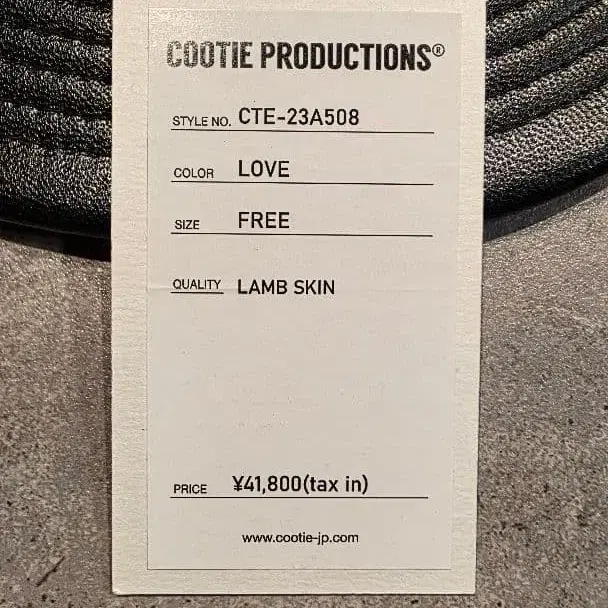 COOTIE PRODUCTIONS®
STYLE NO. CTE-23A508
COLOR LOVE
SIZE FREE
QUALITY LAMB SKIN
PRICE ¥41,800(tax in)
www.cootie-jp.com